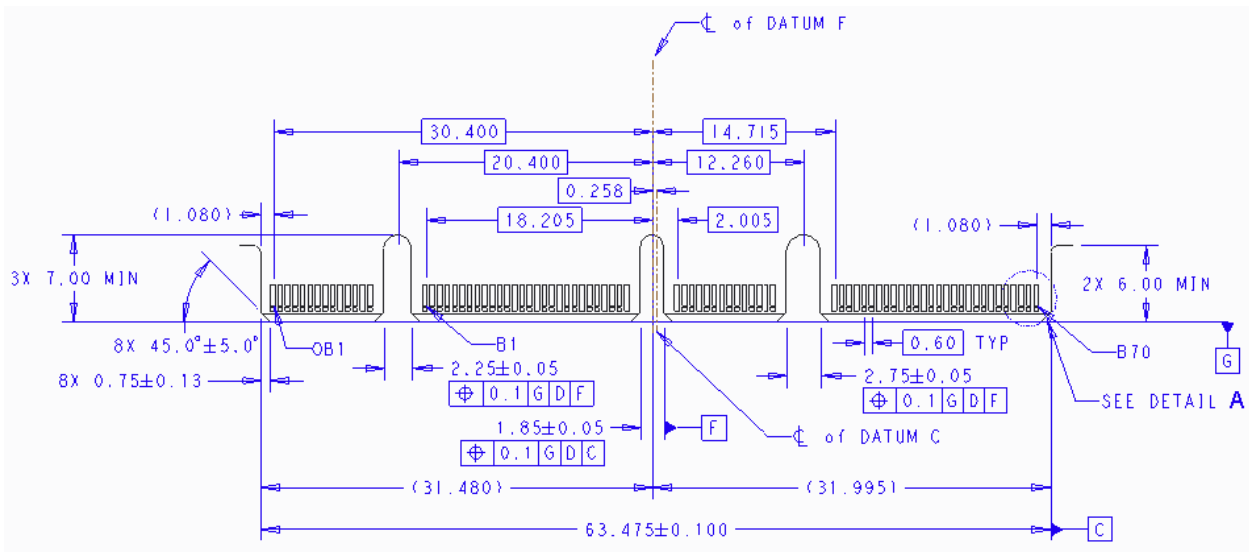 ℄ of DATUM F
30.400
14.715
20.400
12.260
0.258
(1.080)
18.205
2.005
(1.080)
3X 7.00 MIN
2X 6.00 MIN
8X 45.0°±5.0°
OB1
B1
0.60 TYP
B70
G
8X 0.75±0.13
2.25±0.05
2.75±0.05
⌖ 0.1 G D F
⌖ 0.1 G D F
SEE DETAIL A
1.85±0.05
F
℄ of DATUM C
⌖ 0.1 G D C
(31.480)
(31.995)
63.475±0.100
C